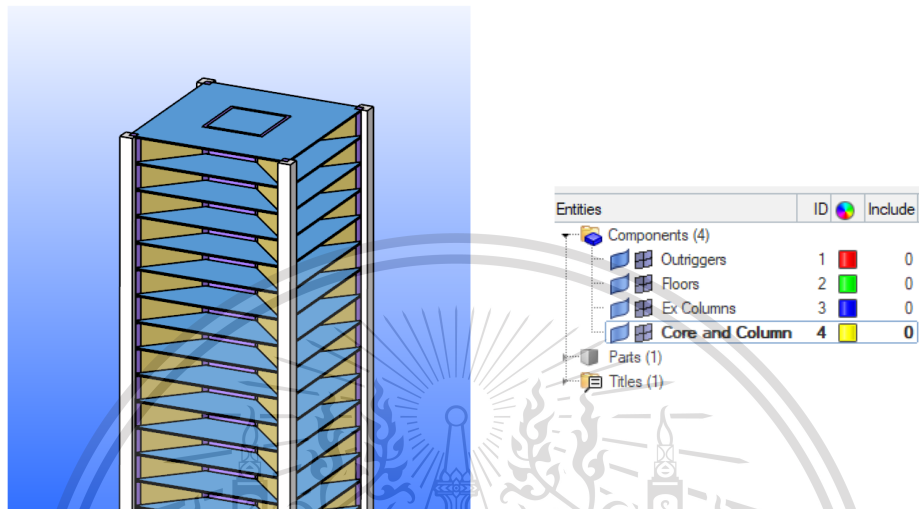 Entities ID Include
Components (4)
Outriggers 1 0
Floors 2 0
Ex Columns 3 0
Core and Column 4 0
Parts (1)
Titles (1)